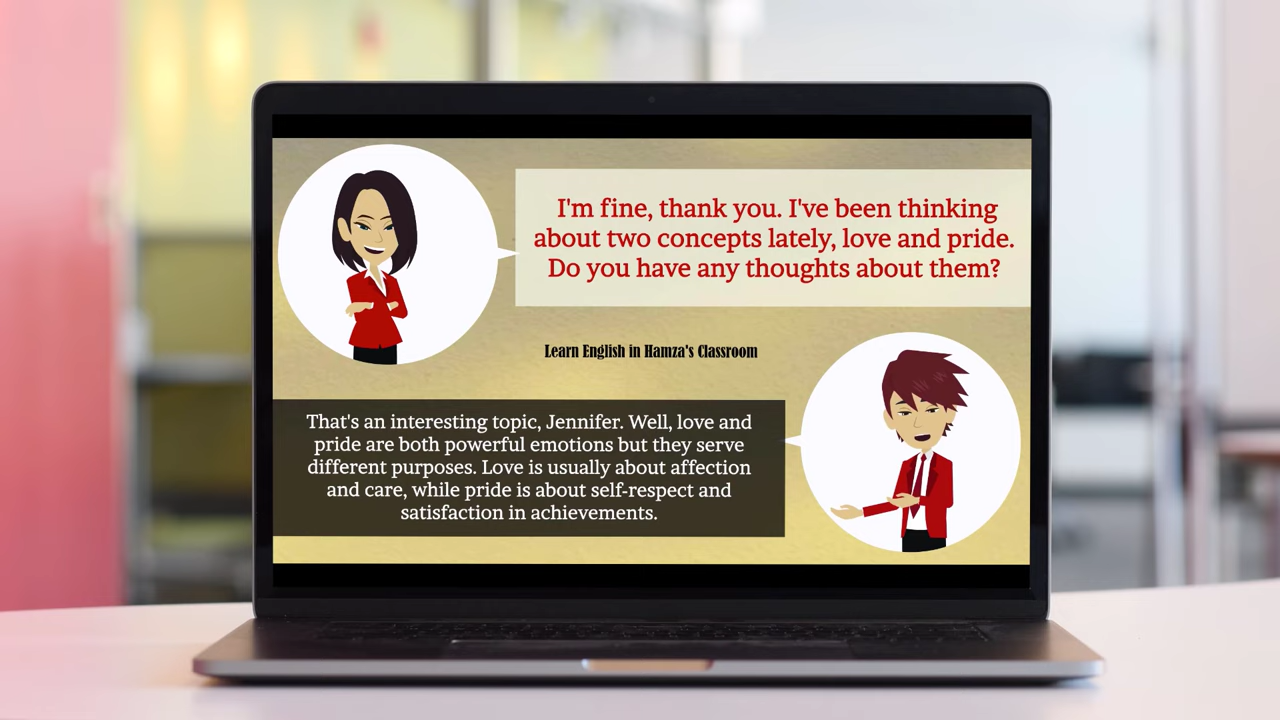 I'm fine, thank you. I've been thinking
about two concepts lately, love and pride.
Do you have any thoughts about them?
Learn English in Hamza's Classroom
That's an interesting topic, Jennifer. Well, love and
pride are both powerful emotions but they serve
different purposes. Love is usually about affection
and care, while pride is about self-respect and
satisfaction in achievements.